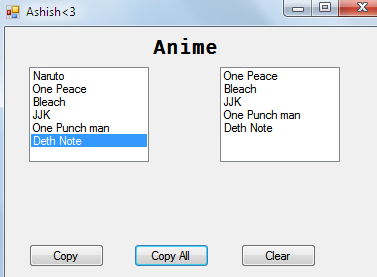 Ashish<3
Anime
Naruto
One Peace
Bleach
JJK
One Punch man
Deth Note
One Peace
Bleach
JJK
One Punch man
Deth Note
Copy
Copy All
Clear